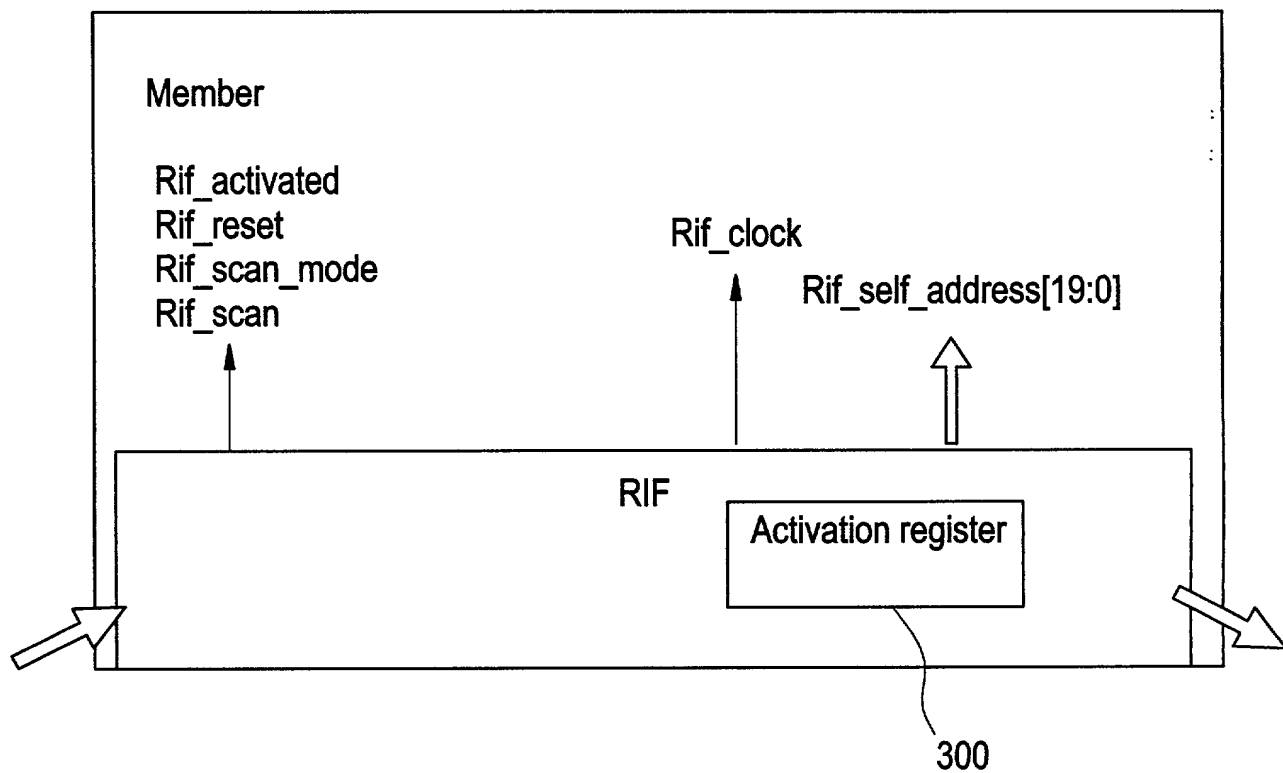 Member
Rif_activated
Rif_reset
Rif_scan_mode
Rif_scan
Rif_clock
Rif_self_address[19:0]
RIF
Activation register
300